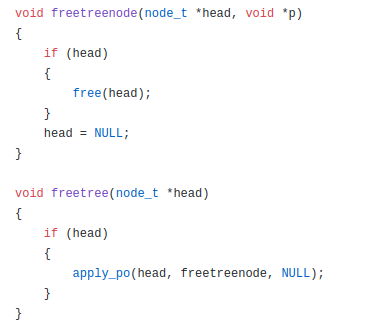 void freetreenode(node_t *head, void *p)
{
    if (head)
    {
        free(head);
    }
    head = NULL;
}

void freetree(node_t *head)
{
    if (head)
    {
        apply_po(head, freetreenode, NULL);
    }
}